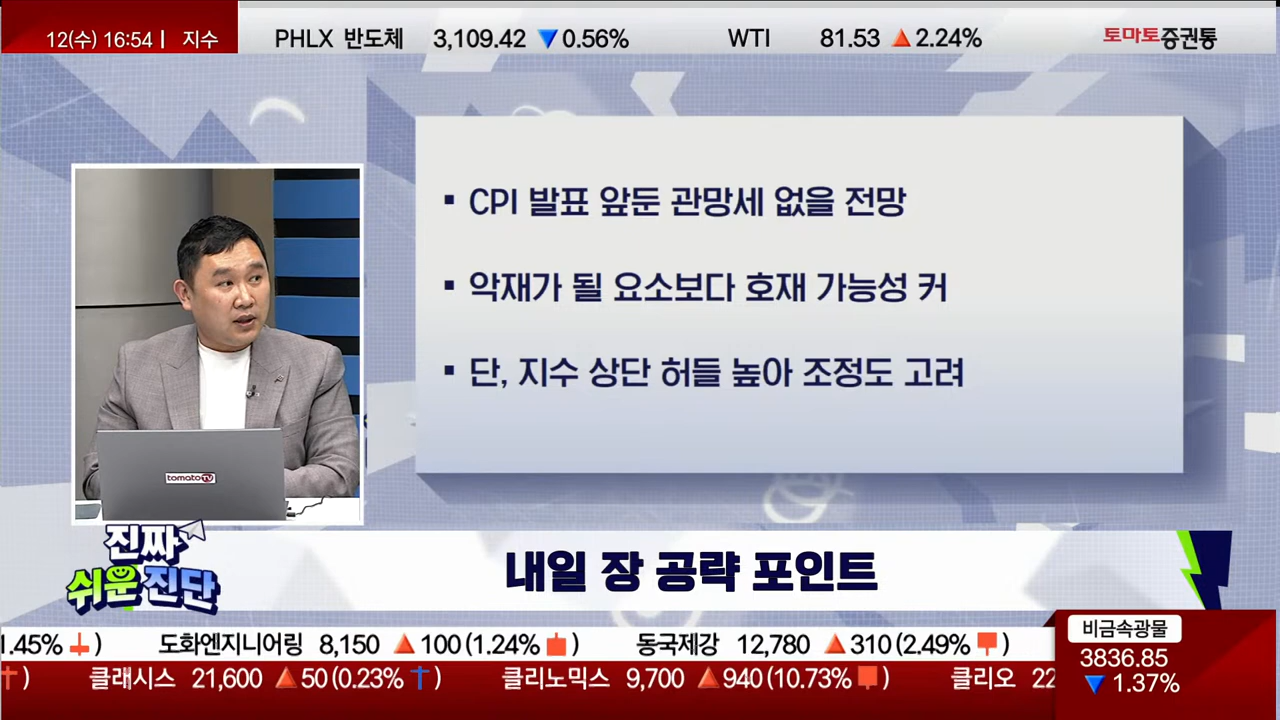 12(수) 16:54 | 지수 PHLX 반도체 3,109.42 ▼0.56% WTI 81.53 ▲2.24% 토마토증권통
▪ CPI 발표 앞둔 관망세 없을 전망
▪ 악재가 될 요소보다 호재 가능성 커
▪ 단, 지수 상단 허들 높아 조정도 고려
tomatoTV
진짜
쉬운 진단
내일 장 공략 포인트
1.45% ) 도화엔지니어링 8,150 ▲100(1.24% ) 동국제강 12,780 ▲310(2.49% )
) 클래시스 21,600 ▲50(0.23% ) 클리노믹스 9,700 ▲940(10.73% ) 클리오 22
비금속광물
3836.85
▼1.37%